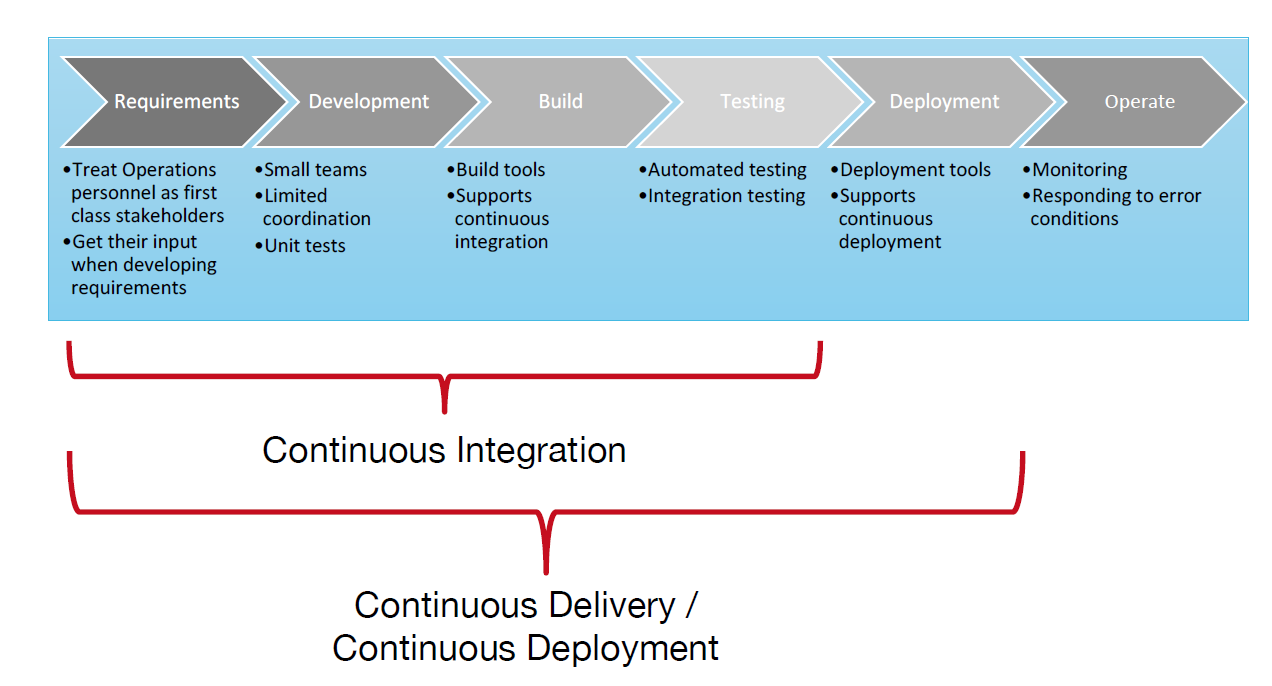 Requirements
Development
Build
Testing
Deployment
Operate
•Treat Operations
personnel as first
class stakeholders
•Get their input
when developing
requirements
•Small teams
•Limited
coordination
•Unit tests
•Build tools
•Supports
continuous
integration
•Automated testing
•Integration testing
•Deployment tools
•Supports
continuous
deployment
•Monitoring
•Responding to error
conditions
Continuous Integration
Continuous Delivery /
Continuous Deployment